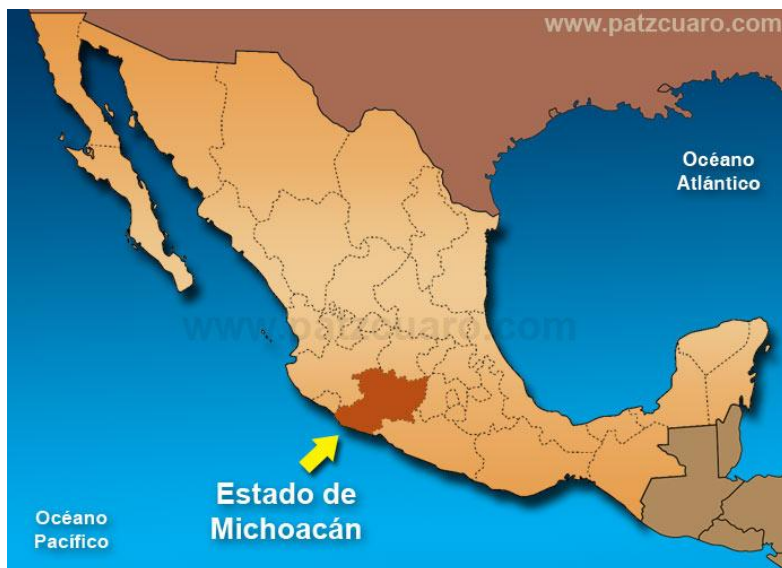 www.patzcuaro.com
Océano
Atlántico
www.patzcuaro.com
Estado de
Michoacán
Océano
Pacífico